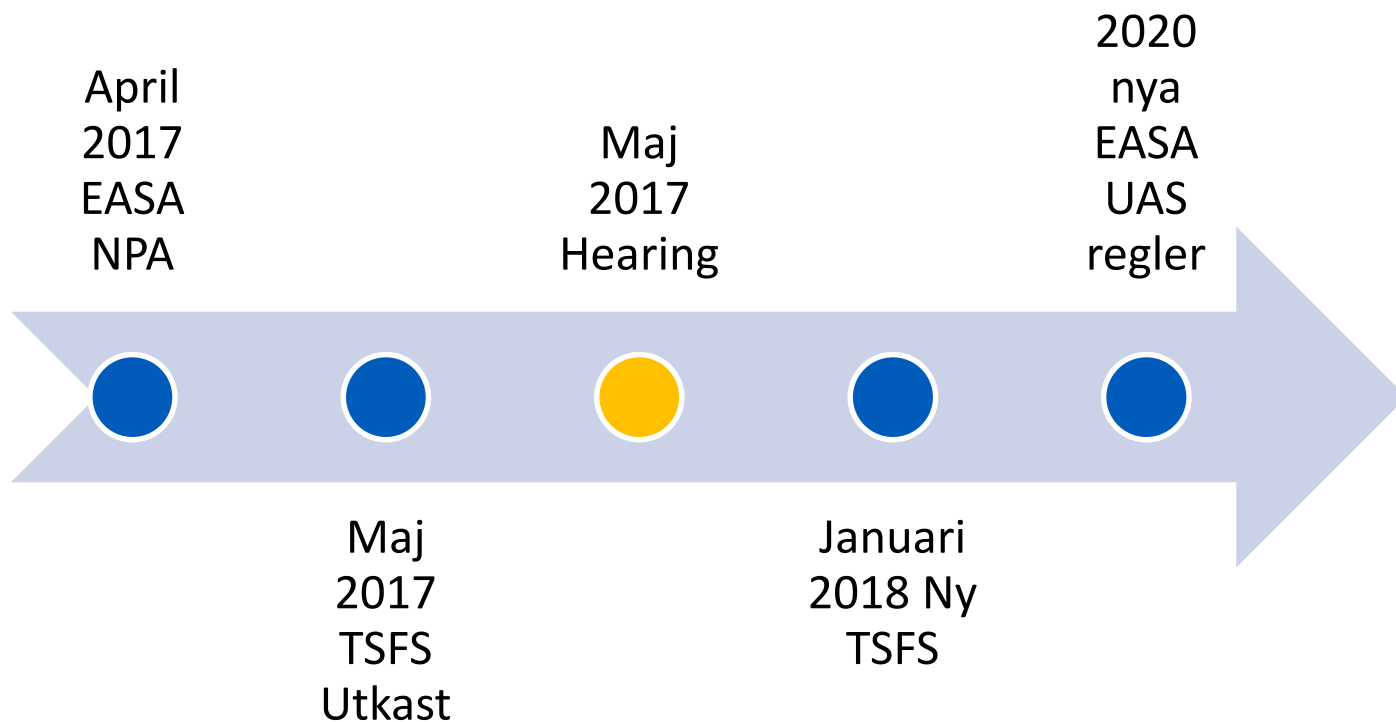 April
2017
EASA
NPA
Maj
2017
TSFS
Utkast
Maj
2017
Hearing
Januari
2018 Ny
TSFS
2020
nya
EASA
UAS
regler